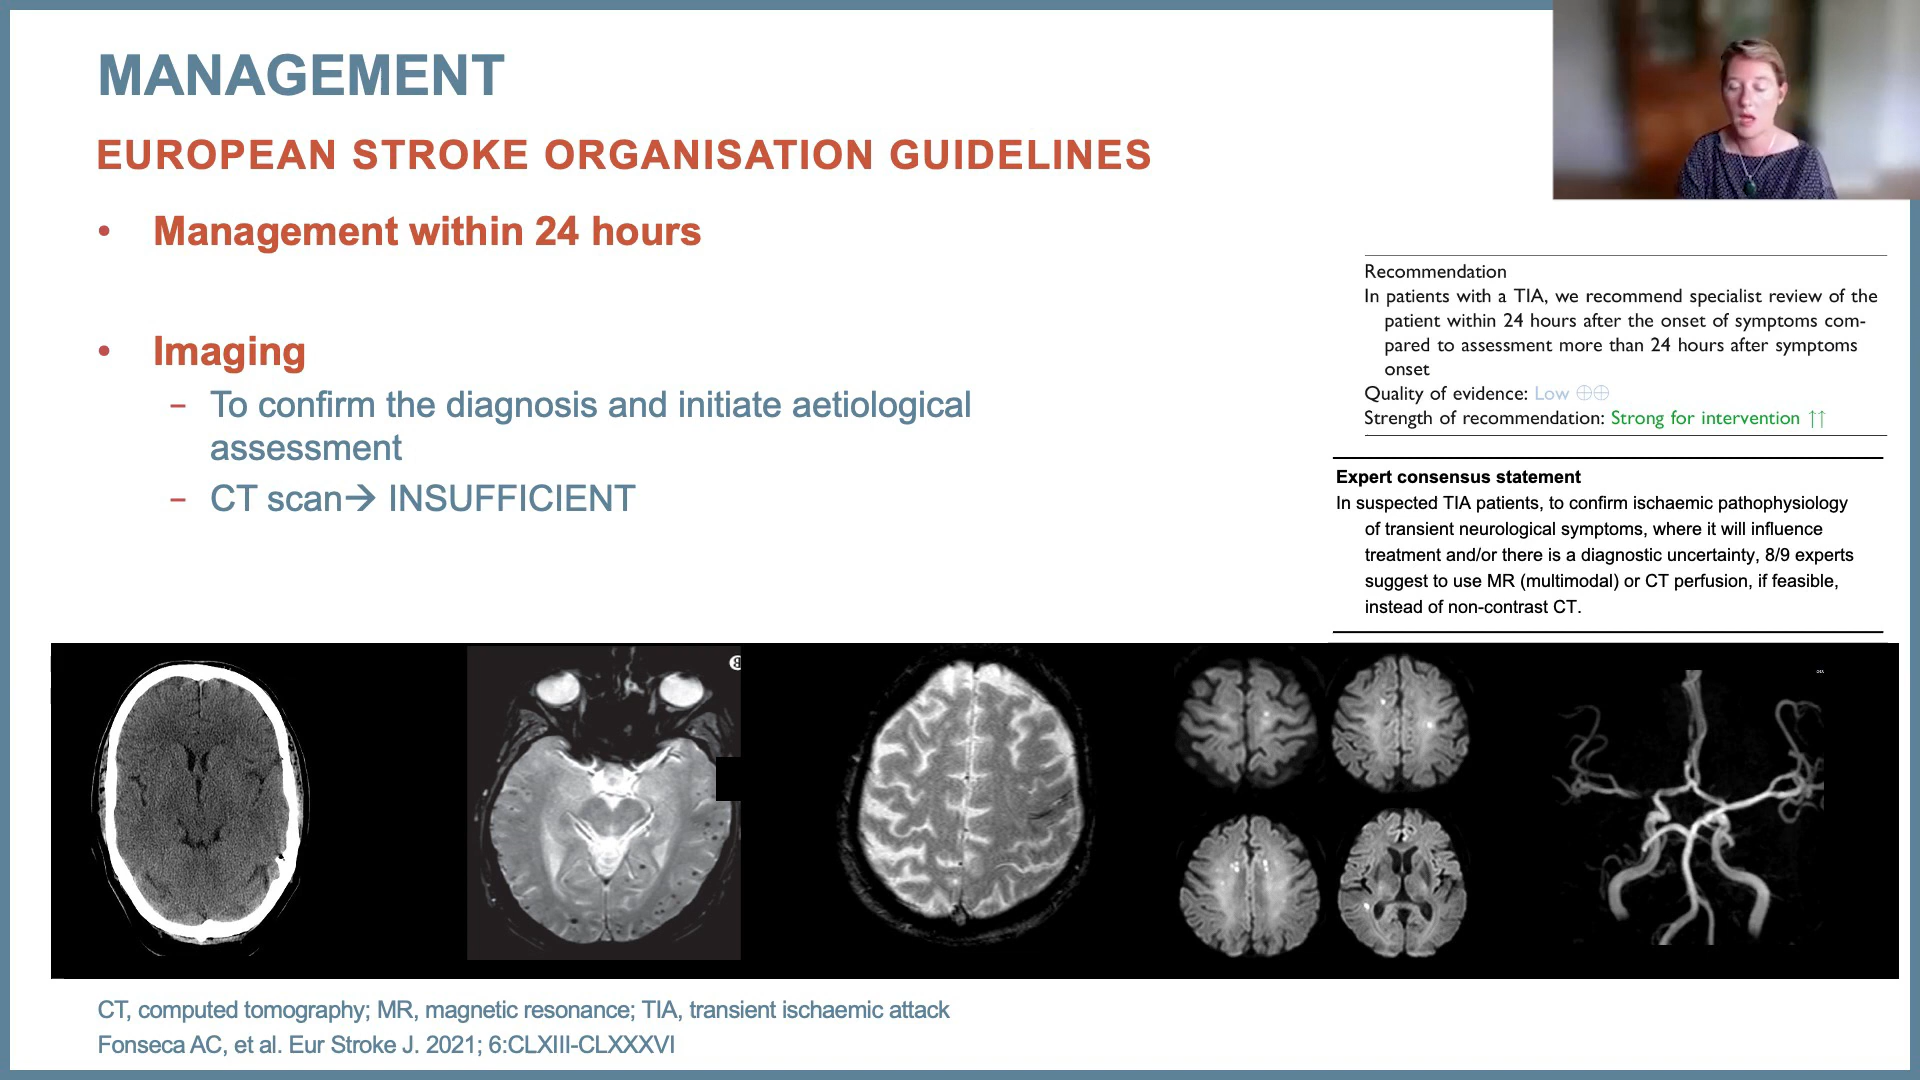 MANAGEMENT
EUROPEAN STROKE ORGANISATION GUIDELINES
• Management within 24 hours
• Imaging
– To confirm the diagnosis and initiate aetiological
assessment
– CT scan→ INSUFFICIENT
Recommendation
In patients with a TIA, we recommend specialist review of the
patient within 24 hours after the onset of symptoms com-
pared to assessment more than 24 hours after symptoms
onset
Quality of evidence: Low ⊕⊕
Strength of recommendation: Strong for intervention ↑↑
Expert consensus statement
In suspected TIA patients, to confirm ischaemic pathophysiology
of transient neurological symptoms, where it will influence
treatment and/or there is a diagnostic uncertainty, 8/9 experts
suggest to use MR (multimodal) or CT perfusion, if feasible,
instead of non-contrast CT.
CT, computed tomography; MR, magnetic resonance; TIA, transient ischaemic attack
Fonseca AC, et al. Eur Stroke J. 2021; 6:CLXIII-CLXXXVI